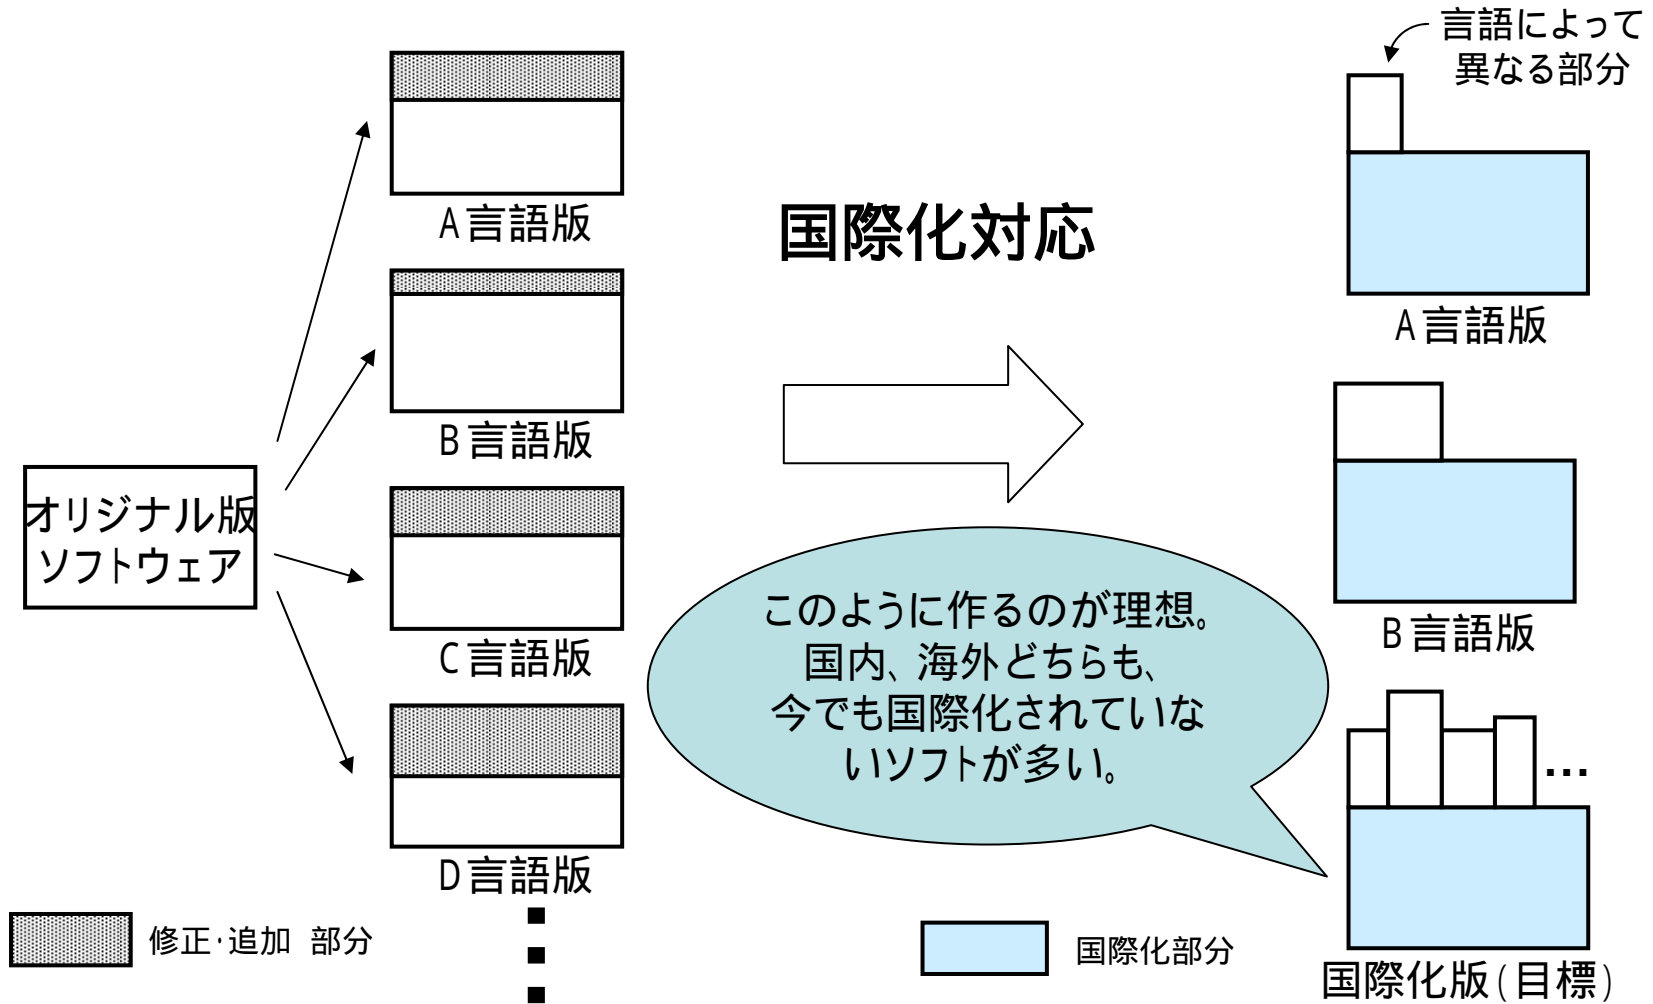 オリジナル版
ソフトウェア
A言語版
B言語版
C言語版
D言語版
修正・追加 部分
国際化対応
このように作るのが理想。
国内、海外どちらも、
今でも国際化されていな
いソフトが多い。
国際化部分
言語によって
異なる部分
A言語版
B言語版
...
国際化版(目標)